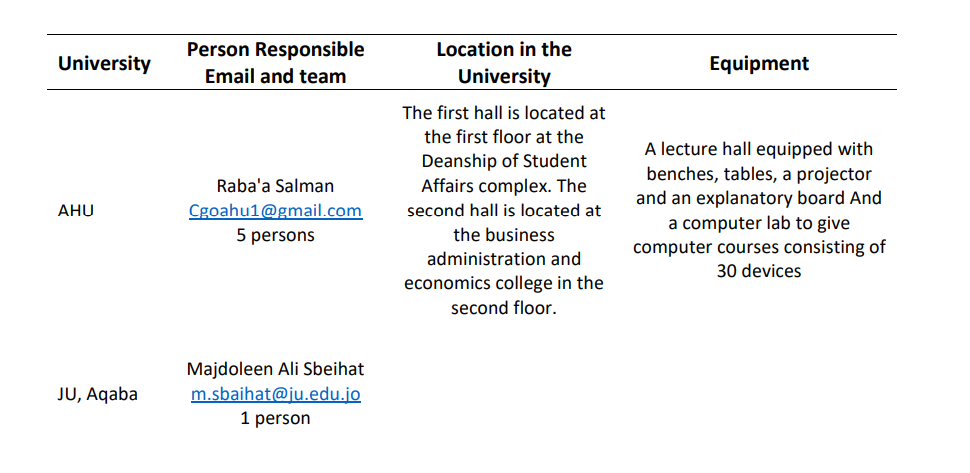 University
Person Responsible
Email and team
Location in the
University
Equipment
AHU
Raba'a Salman
Cgoahu1@gmail.com
5 persons
The first hall is located at
the first floor at the
Deanship of Student
Affairs complex. The
second hall is located at
the business
administration and
economics college in the
second floor.
A lecture hall equipped with
benches, tables, a projector
and an explanatory board And
a computer lab to give
computer courses consisting of
30 devices
JU, Aqaba
Majdoleen Ali Sbeihat
m.sbaihat@ju.edu.jo
1 person